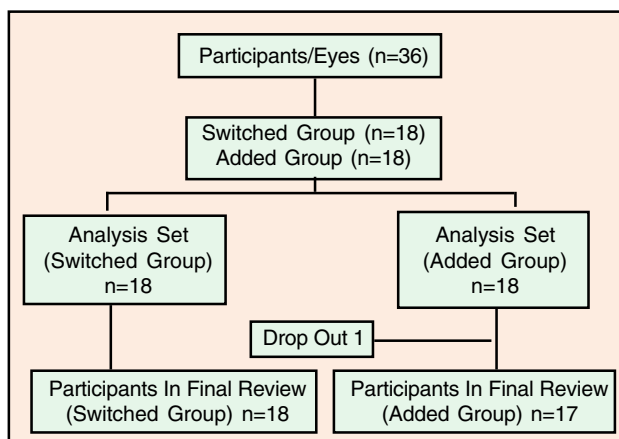 Participants/Eyes (n=36)
Switched Group (n=18)
Added Group (n=18)
Analysis Set
(Switched Group)
n=18
Analysis Set
(Added Group)
n=18
Drop Out 1
Participants In Final Review
(Switched Group) n=18
Participants In Final Review
(Added Group) n=17